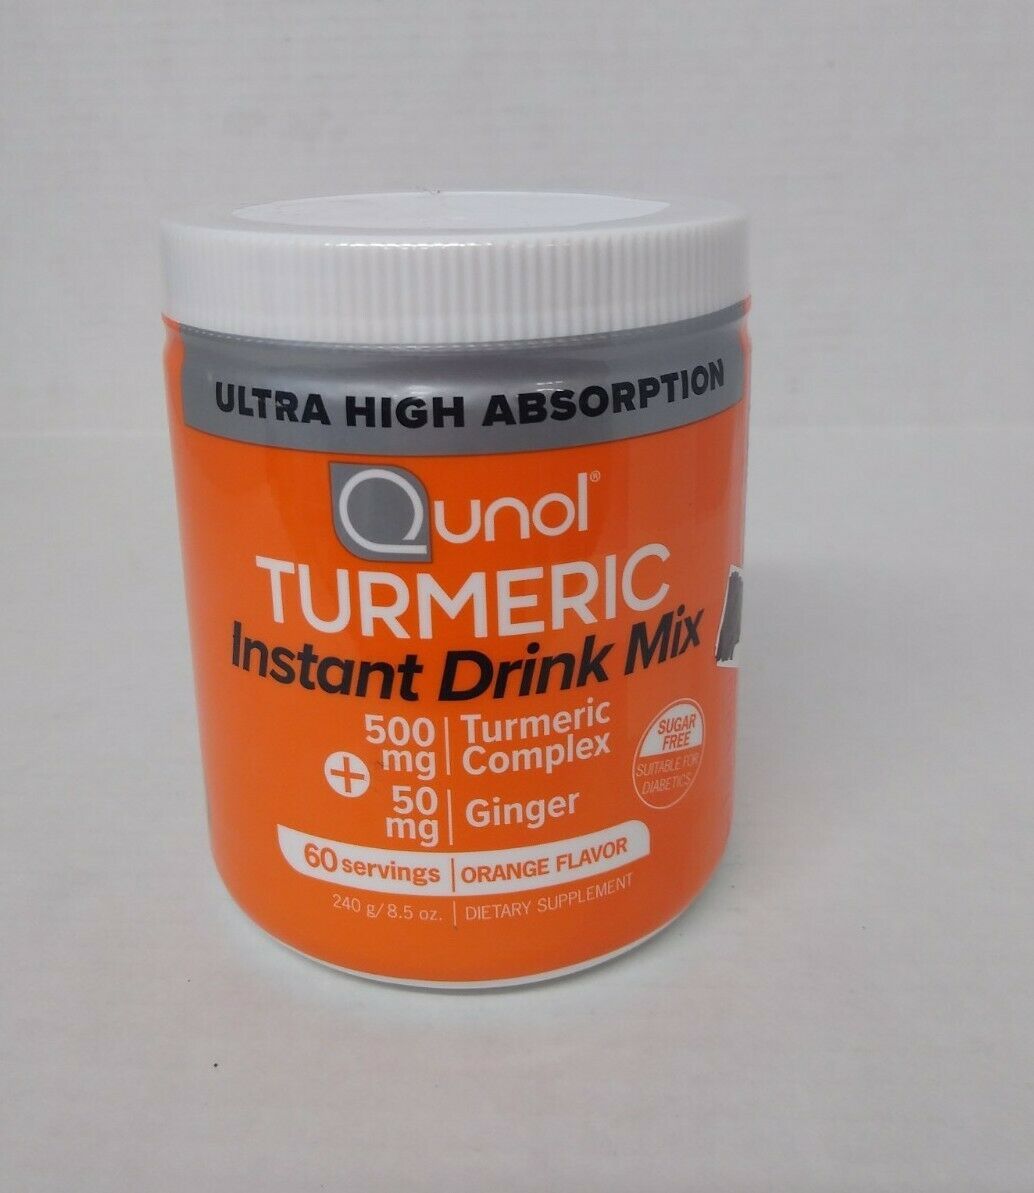 ULTRA HIGH ABSORPTION
Qunol®
TURMERIC
Instant Drink Mix
500 mg | Turmeric Complex
+
50 mg | Ginger
SUGAR
FREE
SUITABLE FOR
DIABETICS
60 servings | ORANGE FLAVOR
240 g/8.5 oz. | DIETARY SUPPLEMENT